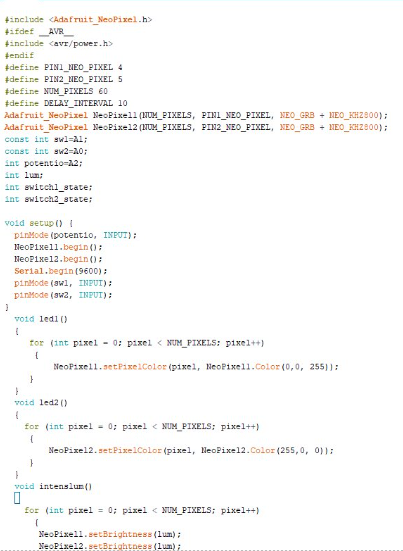 #include <Adafruit_NeoPixel.h>
#ifdef __AVR__
#include <avr/power.h>
#endif
#define PIN1_NEO_PIXEL 4
#define PIN2_NEO_PIXEL 5
#define NUM_PIXELS 60
#define DELAY_INTERVAL 10
Adafruit_NeoPixel NeoPixel1(NUM_PIXELS, PIN1_NEO_PIXEL, NEO_GRB + NEO_KHZ800);
Adafruit_NeoPixel NeoPixel2(NUM_PIXELS, PIN2_NEO_PIXEL, NEO_GRB + NEO_KHZ800);
const int sw1=A1;
const int sw2=A0;
int potentio=A2;
int lum;
int switch1_state;
int switch2_state;
void setup() {
pinMode(potentio, INPUT);
NeoPixel1.begin();
NeoPixel2.begin();
Serial.begin(9600);
pinMode(sw1, INPUT);
pinMode(sw2, INPUT);
}
void led1()
{
for (int pixel = 0; pixel < NUM_PIXELS; pixel++)
{
NeoPixel1.setPixelColor(pixel, NeoPixel1.Color(0,0, 255));
}
}
void led2()
{
for (int pixel = 0; pixel < NUM_PIXELS; pixel++)
{
NeoPixel2.setPixelColor(pixel, NeoPixel2.Color(255,0, 0));
}
}
void intenslum()
{
for (int pixel = 0; pixel < NUM_PIXELS; pixel++)
{
NeoPixel1.setBrightness(lum);
NeoPixel2.setBrightness(lum);